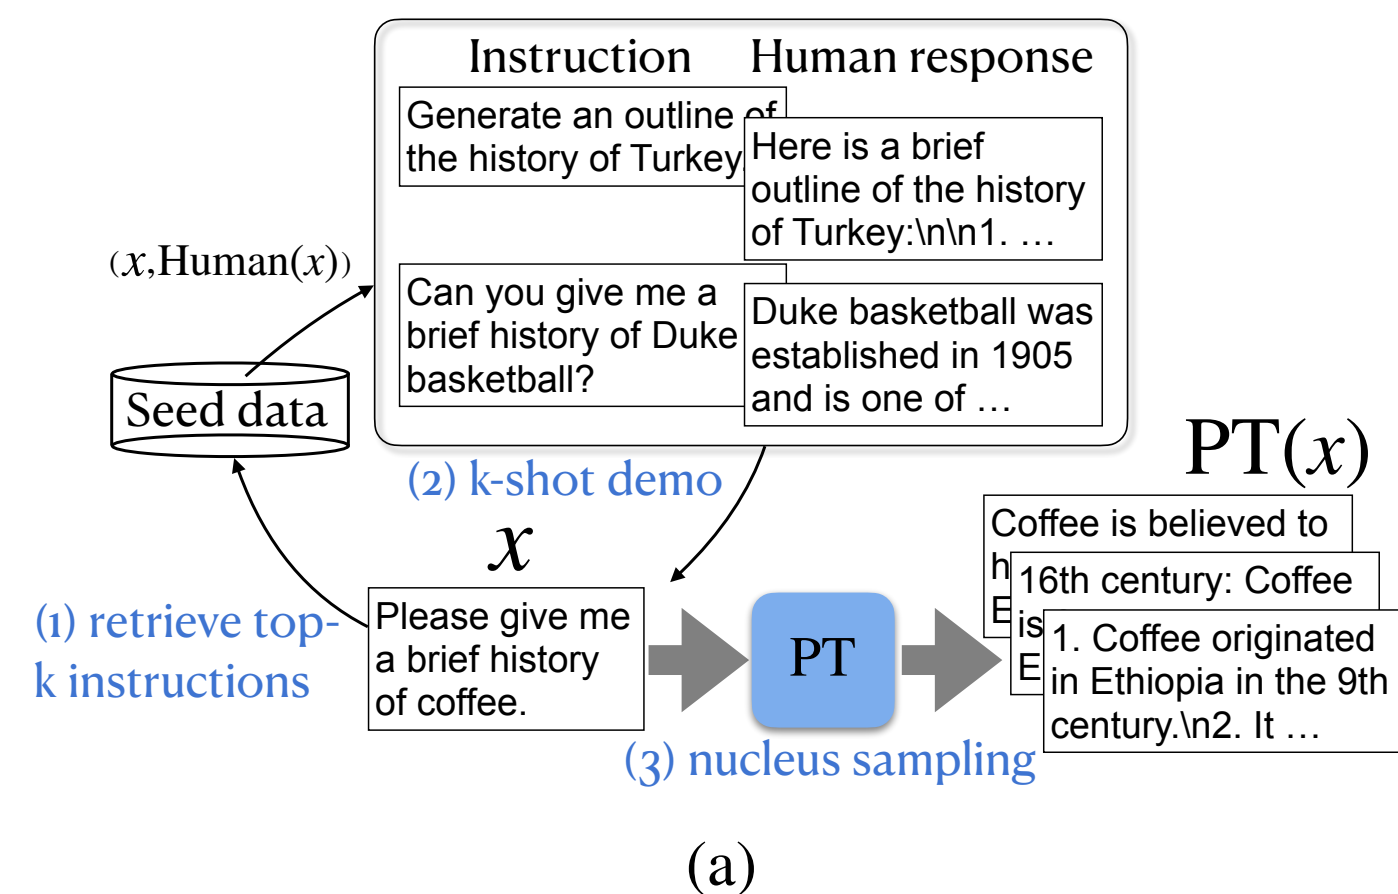 Instruction
Human response
Generate an outline of
the history of Turkey.
Here is a brief
outline of the history
of Turkey:\n\n1. …
(x,Human(x))
Can you give me a
brief history of Duke
basketball?
Duke basketball was
established in 1905
and is one of …
Seed data
(2) k-shot demo
PT(x)
x
(1) retrieve top-
k instructions
Please give me
a brief history
of coffee.
PT
(3) nucleus sampling
Coffee is believed to
h
E
16th century: Coffee
is
E
1. Coffee originated
in Ethiopia in the 9th
century.\n2. It …
(a)